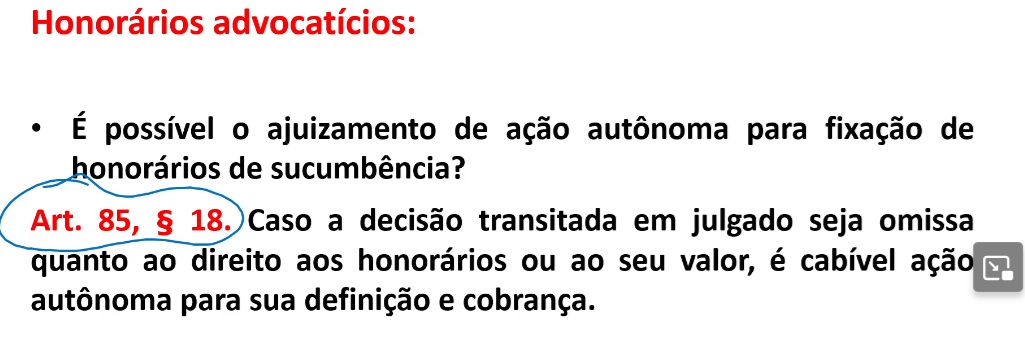 Honorários advocatícios:
• É possível o ajuizamento de ação autônoma para fixação de
honorários de sucumbência?
Art. 85, § 18. Caso a decisão transitada em julgado seja omissa
quanto ao direito aos honorários ou ao seu valor, é cabível ação
autônoma para sua definição e cobrança.